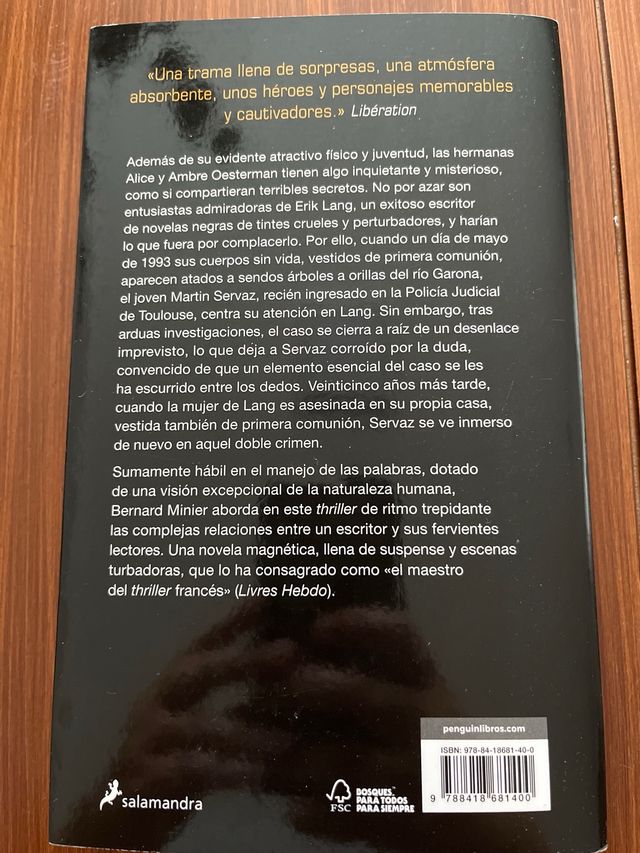 «Una trama llena de sorpresas, una atmósfera
absorbente, unos héroes y personajes memorables
y cautivadores.» Libération
Además de su evidente atractivo físico y juventud, las hermanas
Alice y Ambre Oesterman tienen algo inquietante y misterioso,
como si compartieran terribles secretos. No por azar son
entusiastas admiradoras de Erik Lang, un exitoso escritor
de novelas negras de tintes crueles y perturbadores, y harían
lo que fuera por complacerlo. Por ello, cuando un día de mayo
de 1993 sus cuerpos sin vida, vestidos de primera comunión,
aparecen atados a sendos árboles a orillas del río Garona,
el joven Martin Servaz, recién ingresado en la Policía Judicial
de Toulouse, centra su atención en Lang. Sin embargo, tras
arduas investigaciones, el caso se cierra a raíz de un desenlace
imprevisto, lo que deja a Servaz corroído por la duda,
convencido de que un elemento esencial del caso se les
ha escurrido entre los dedos. Veinticinco años más tarde,
cuando la mujer de Lang es asesinada en su propia casa,
vestida también de primera comunión, Servaz se ve inmerso
de nuevo en aquel doble crimen.
Sumamente hábil en el manejo de las palabras, dotado
de una visión excepcional de la naturaleza humana,
Bernard Minier aborda en este thriller de ritmo trepidante
las complejas relaciones entre un escritor y sus fervientes
lectores. Una novela magnética, llena de suspense y escenas
turbadoras, que lo ha consagrado como «el maestro
del thriller francés» (Livres Hebdo).
penguinlibros.com
ISBN: 978-84-18681-40-0
9 788418 681400
salamandra
FSC
BOSQUES
PARA TODOS
PARA SIEMPRE